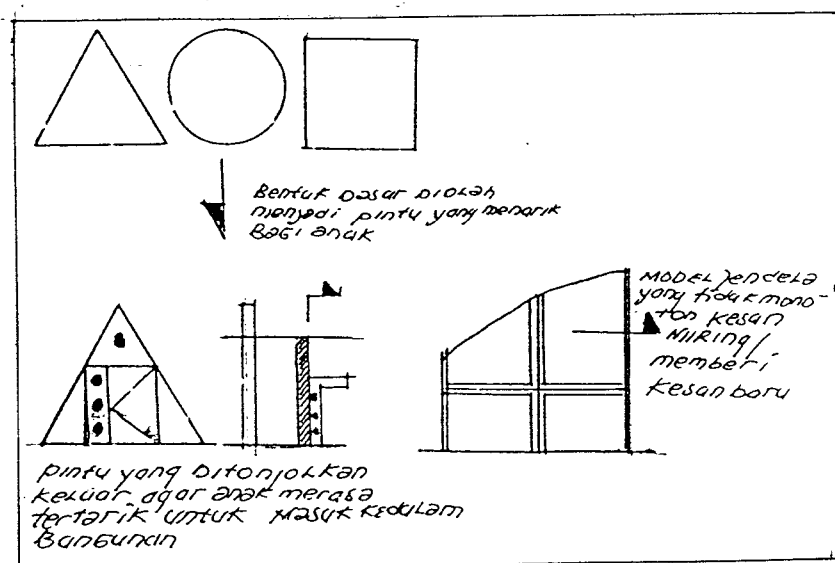 Bentuk Dasar DIOLah
menjadi pintu yang menarik
Bagi anak
MODEL jendela
yang tidak mono-
ton kesan
MIRing/
memberi
kesan baru
pintu yang Ditonjolkan
keluar agar anak merasa
tertarik untuk Masuk kedalam
Bangunan